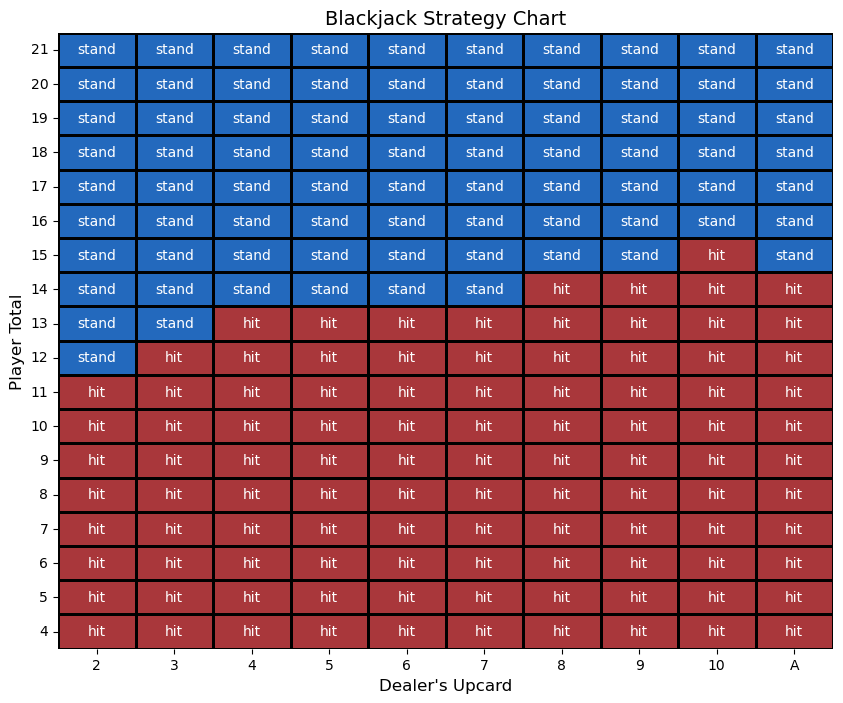 Blackjack Strategy Chart
21 stand stand stand stand stand stand stand stand stand stand
20 stand stand stand stand stand stand stand stand stand stand
19 stand stand stand stand stand stand stand stand stand stand
18 stand stand stand stand stand stand stand stand stand stand
17 stand stand stand stand stand stand stand stand stand stand
16 stand stand stand stand stand stand stand stand stand stand
15 stand stand stand stand stand stand stand stand hit stand
14 stand stand stand stand stand stand hit hit hit hit
13 stand stand hit hit hit hit hit hit hit hit
12 stand hit hit hit hit hit hit hit hit hit
11 hit hit hit hit hit hit hit hit hit hit
10 hit hit hit hit hit hit hit hit hit hit
9 hit hit hit hit hit hit hit hit hit hit
8 hit hit hit hit hit hit hit hit hit hit
7 hit hit hit hit hit hit hit hit hit hit
6 hit hit hit hit hit hit hit hit hit hit
5 hit hit hit hit hit hit hit hit hit hit
4 hit hit hit hit hit hit hit hit hit hit
2 3 4 5 6 7 8 9 10 A
Dealer's Upcard
Player Total